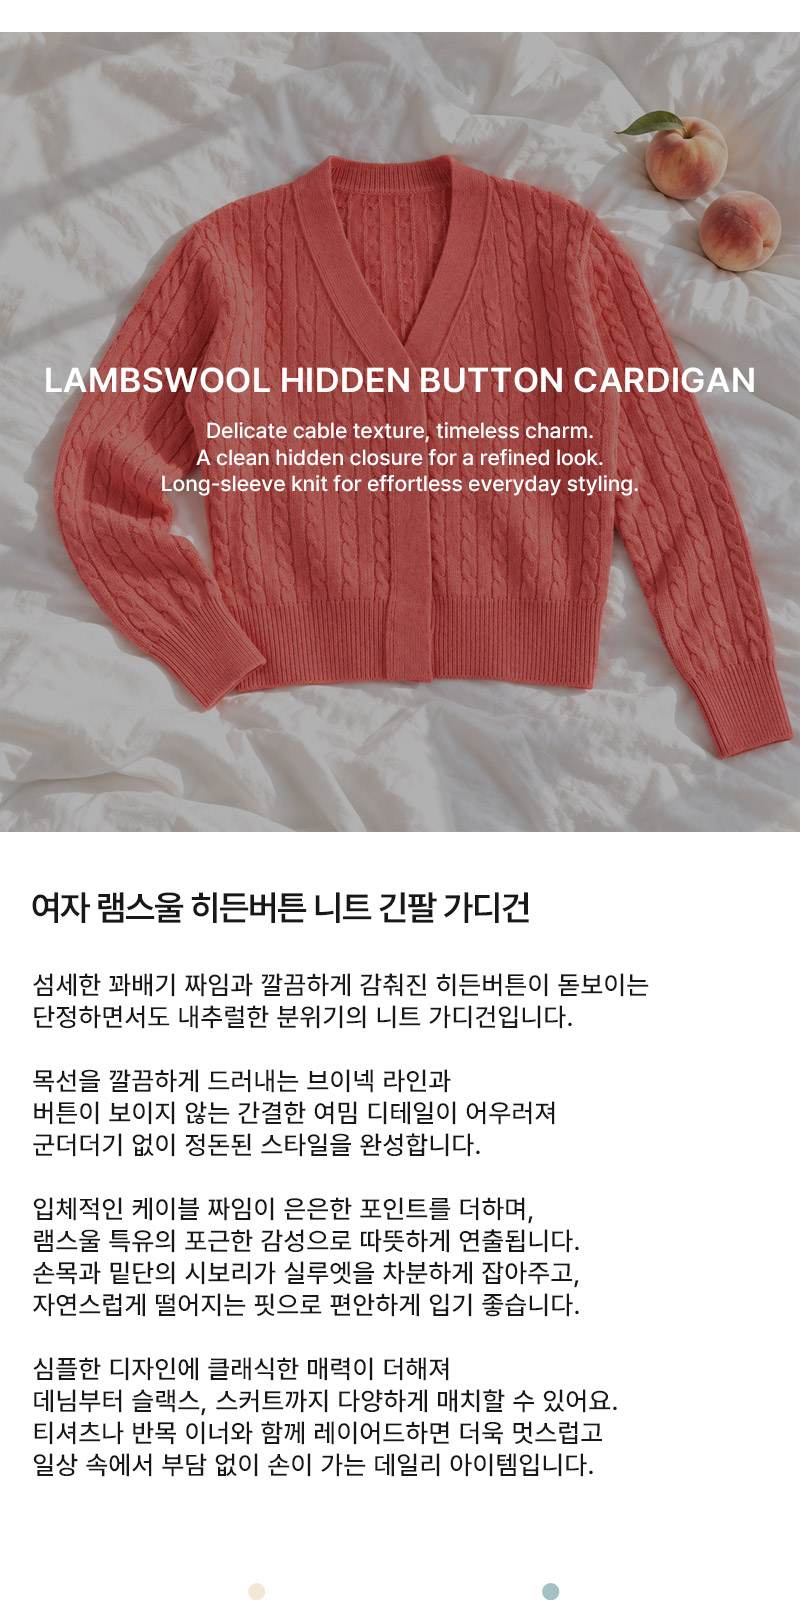 LAMBSWOOL HIDDEN BUTTON CARDIGAN
Delicate cable texture, timeless charm.
A clean hidden closure for a refined look.
Long-sleeve knit for effortless everyday styling.
여자 램스울 히든버튼 니트 긴팔 가디건
섬세한 꽈배기 짜임과 깔끔하게 감춰진 히든버튼이 돋보이는
단정하면서도 내추럴한 분위기의 니트 가디건입니다.
목선을 깔끔하게 드러내는 브이넥 라인과
버튼이 보이지 않는 간결한 여밈 디테일이 어우러져
군더더기 없이 정돈된 스타일을 완성합니다.
입체적인 케이블 짜임이 은은한 포인트를 더하며,
램스울 특유의 포근한 감성으로 따뜻하게 연출됩니다.
손목과 밑단의 시보리가 실루엣을 차분하게 잡아주고,
자연스럽게 떨어지는 핏으로 편안하게 입기 좋습니다.
심플한 디자인에 클래식한 매력이 더해져
데님부터 슬랙스, 스커트까지 다양하게 매치할 수 있어요.
티셔츠나 반목 이너와 함께 레이어드하면 더욱 멋스럽고
일상 속에서 부담 없이 손이 가는 데일리 아이템입니다.